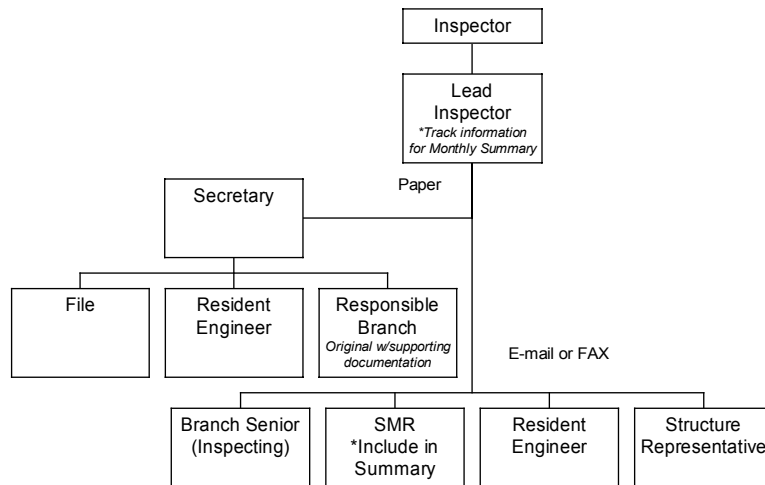 Inspector
Lead
Inspector
*Track information
for Monthly Summary
Paper
Secretary
File
Resident
Engineer
Responsible
Branch
Original w/supporting
documentation
E-mail or FAX
Branch Senior
(Inspecting)
SMR
*Include in
Summary
Resident
Engineer
Structure
Representative